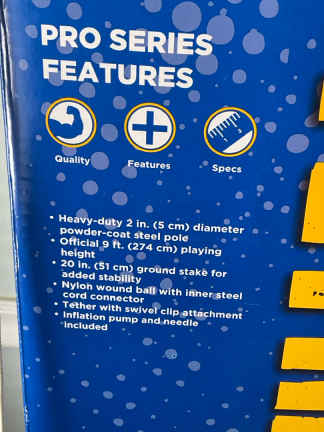 PRO SERIES
FEATURES
Quality Features Specs
• Heavy-duty 2 in. (5 cm) diameter
powder-coat steel pole
• Official 9 ft. (274 cm) playing
height
• 20 in. (51 cm) ground stake for
added stability
• Nylon wound ball with inner steel
cord connector
• Tether with swivel clip attachment
• Inflation pump and needle
included